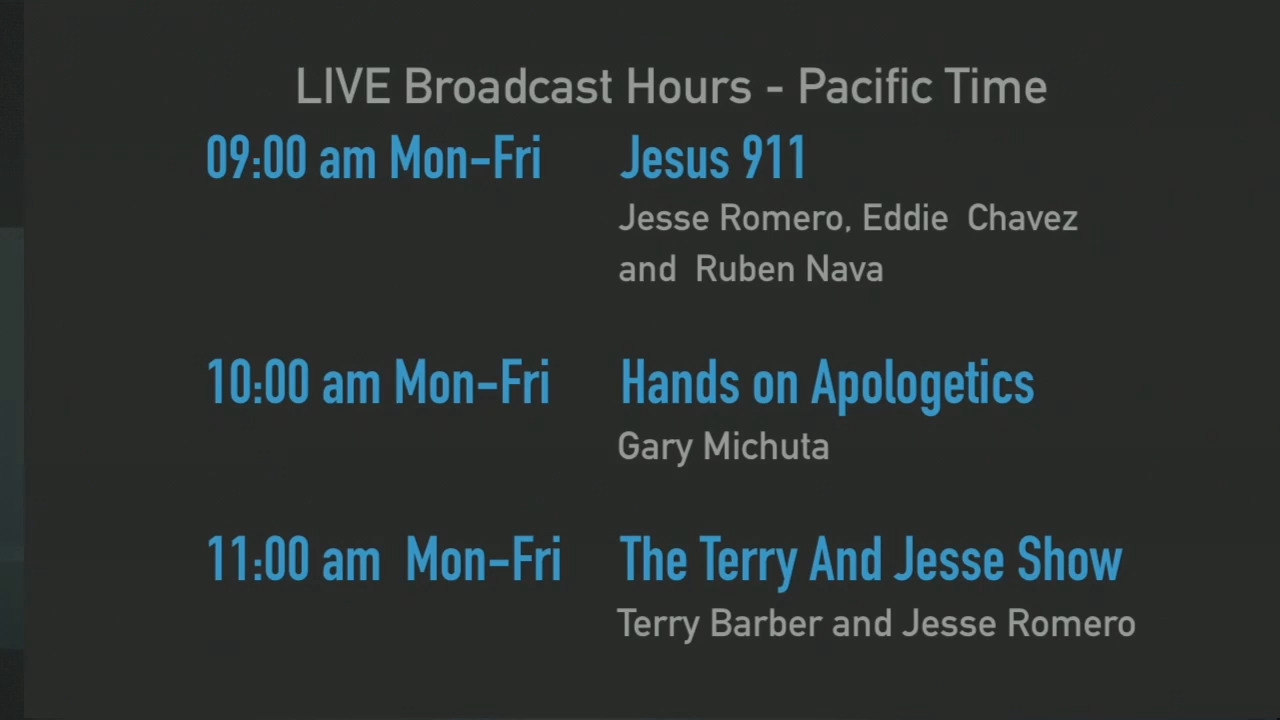 LIVE Broadcast Hours - Pacific Time
09:00 am Mon-Fri Jesus 911
Jesse Romero, Eddie Chavez
and Ruben Nava
10:00 am Mon-Fri Hands on Apologetics
Gary Michuta
11:00 am Mon-Fri The Terry And Jesse Show
Terry Barber and Jesse Romero